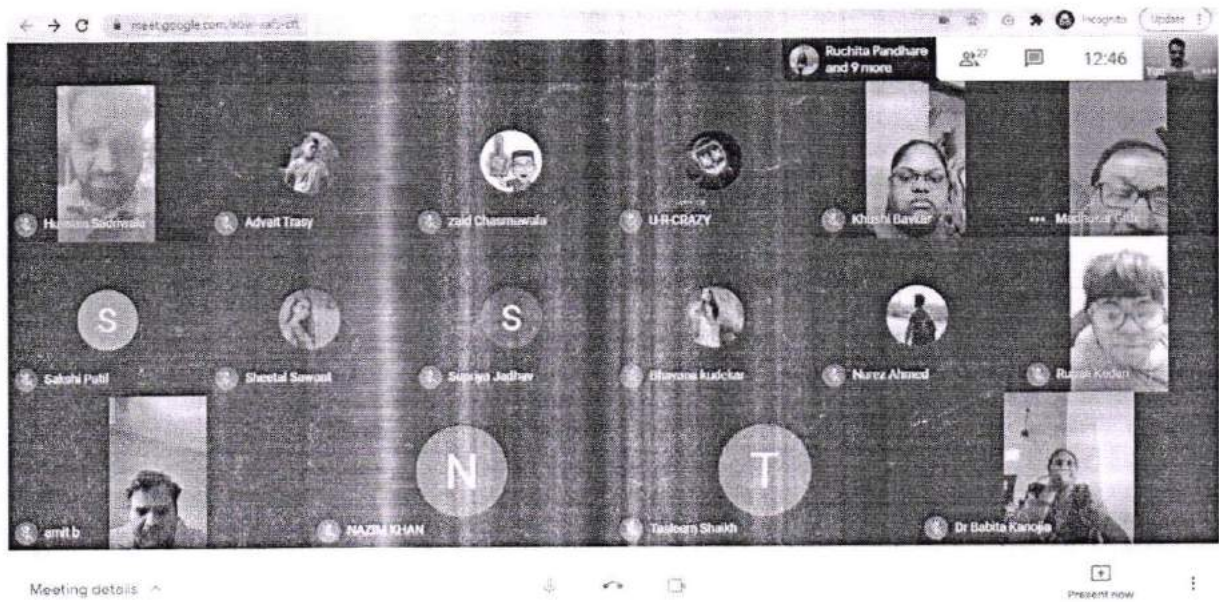 meet.google.com/
Incognito
Update
Ruchita Pandhare
and 9 more
27
12:46
Advait Trasy
zaid Chasmawala
U-R-CRAZY
Khushi Bavkar
S
S
Sakshi Patil
Sheetal Sawant
Supriya Jadhav
Bhavana kudekar
Nurez Ahmed
N
T
amit b
NAZIM KHAN
Tasleem Shaikh
Dr Babita Kanojia
Meeting details
Present now